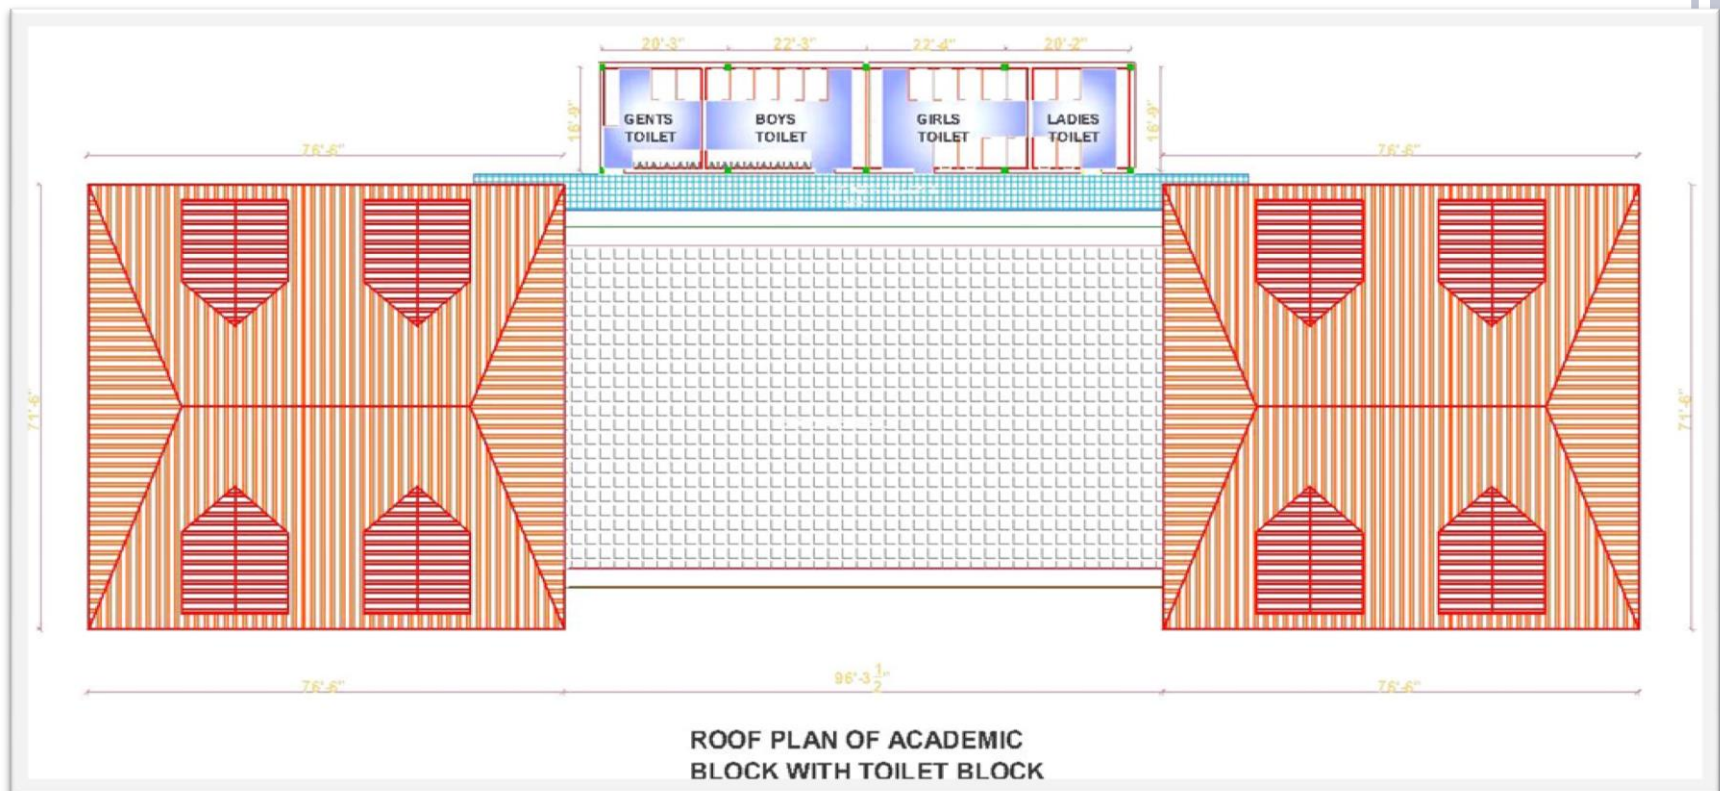 20'-3"
22'-3"
22'-4"
20'-2"
16'-9"
16'-9"
GENTS
TOILET
BOYS
TOILET
GIRLS
TOILET
LADIES
TOILET
76'-6"
76'-6"
71'-6"
71'-6"
76'-6"
96'-3 1/2"
76'-6"
ROOF PLAN OF ACADEMIC
BLOCK WITH TOILET BLOCK